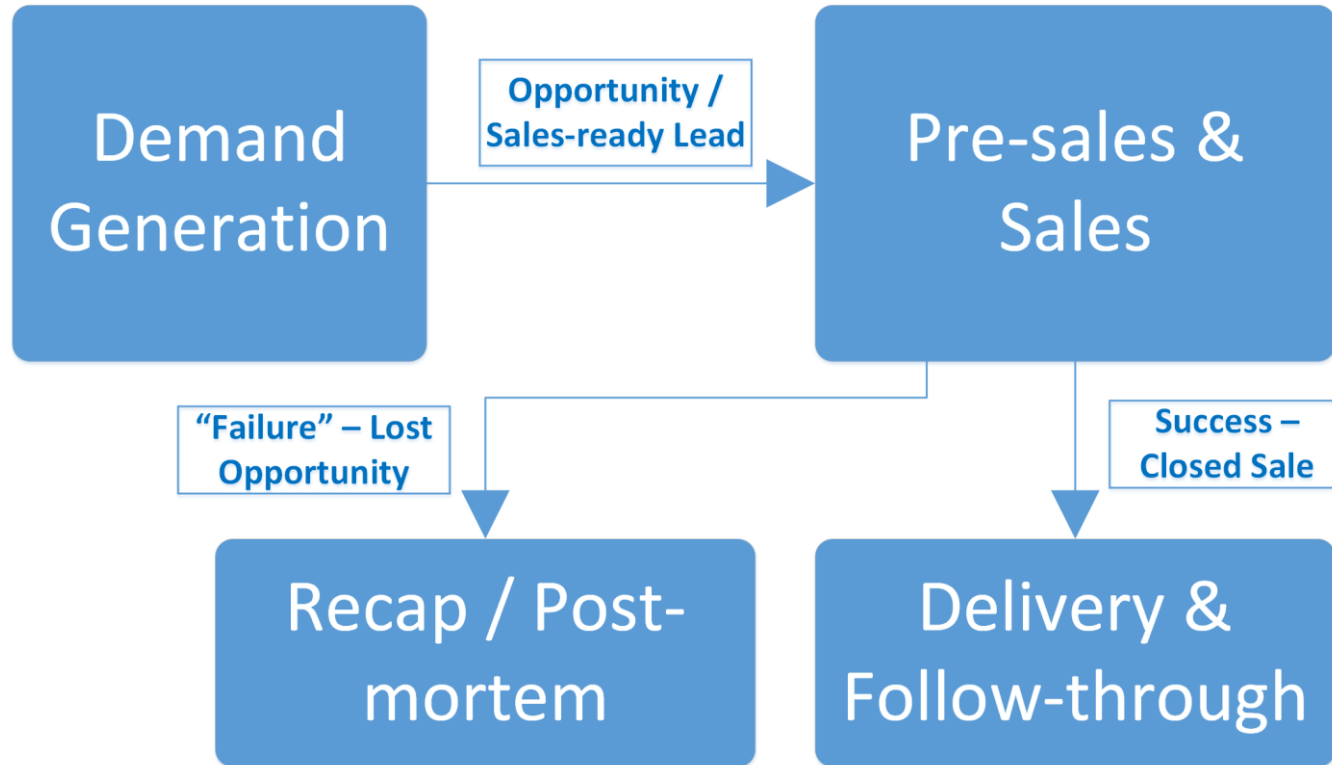 Demand
Generation
Opportunity /
Sales-ready Lead
Pre-sales &
Sales
“Failure” – Lost
Opportunity
Success –
Closed Sale
Recap / Post-
mortem
Delivery &
Follow-through